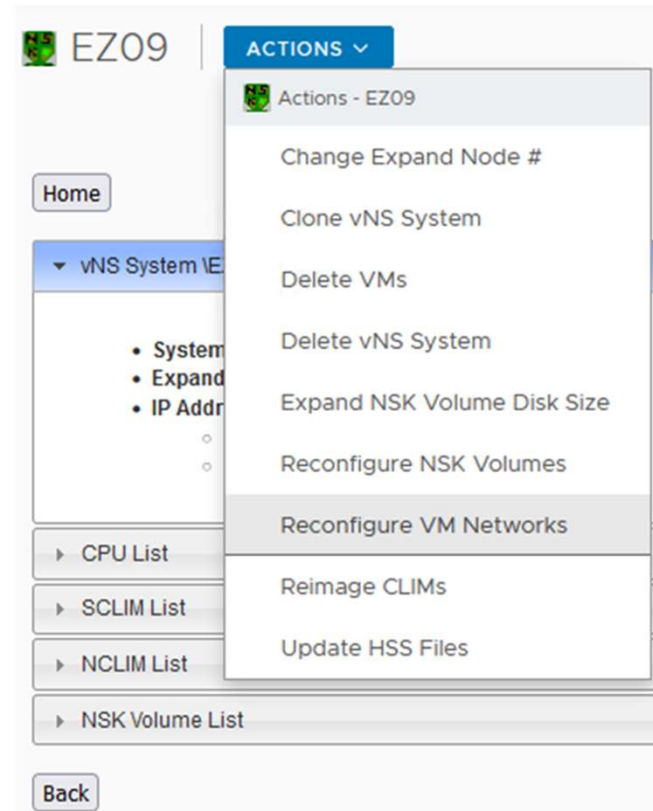 EZ09
ACTIONS
Actions - EZ09
Change Expand Node #
Clone vNS System
Delete VMs
Delete vNS System
Expand NSK Volume Disk Size
Reconfigure NSK Volumes
Reconfigure VM Networks
Reimage CLIMs
Update HSS Files
Home
vNS System \E
System
Expand
IP Addr
CPU List
SCLIM List
NCLIM List
NSK Volume List
Back